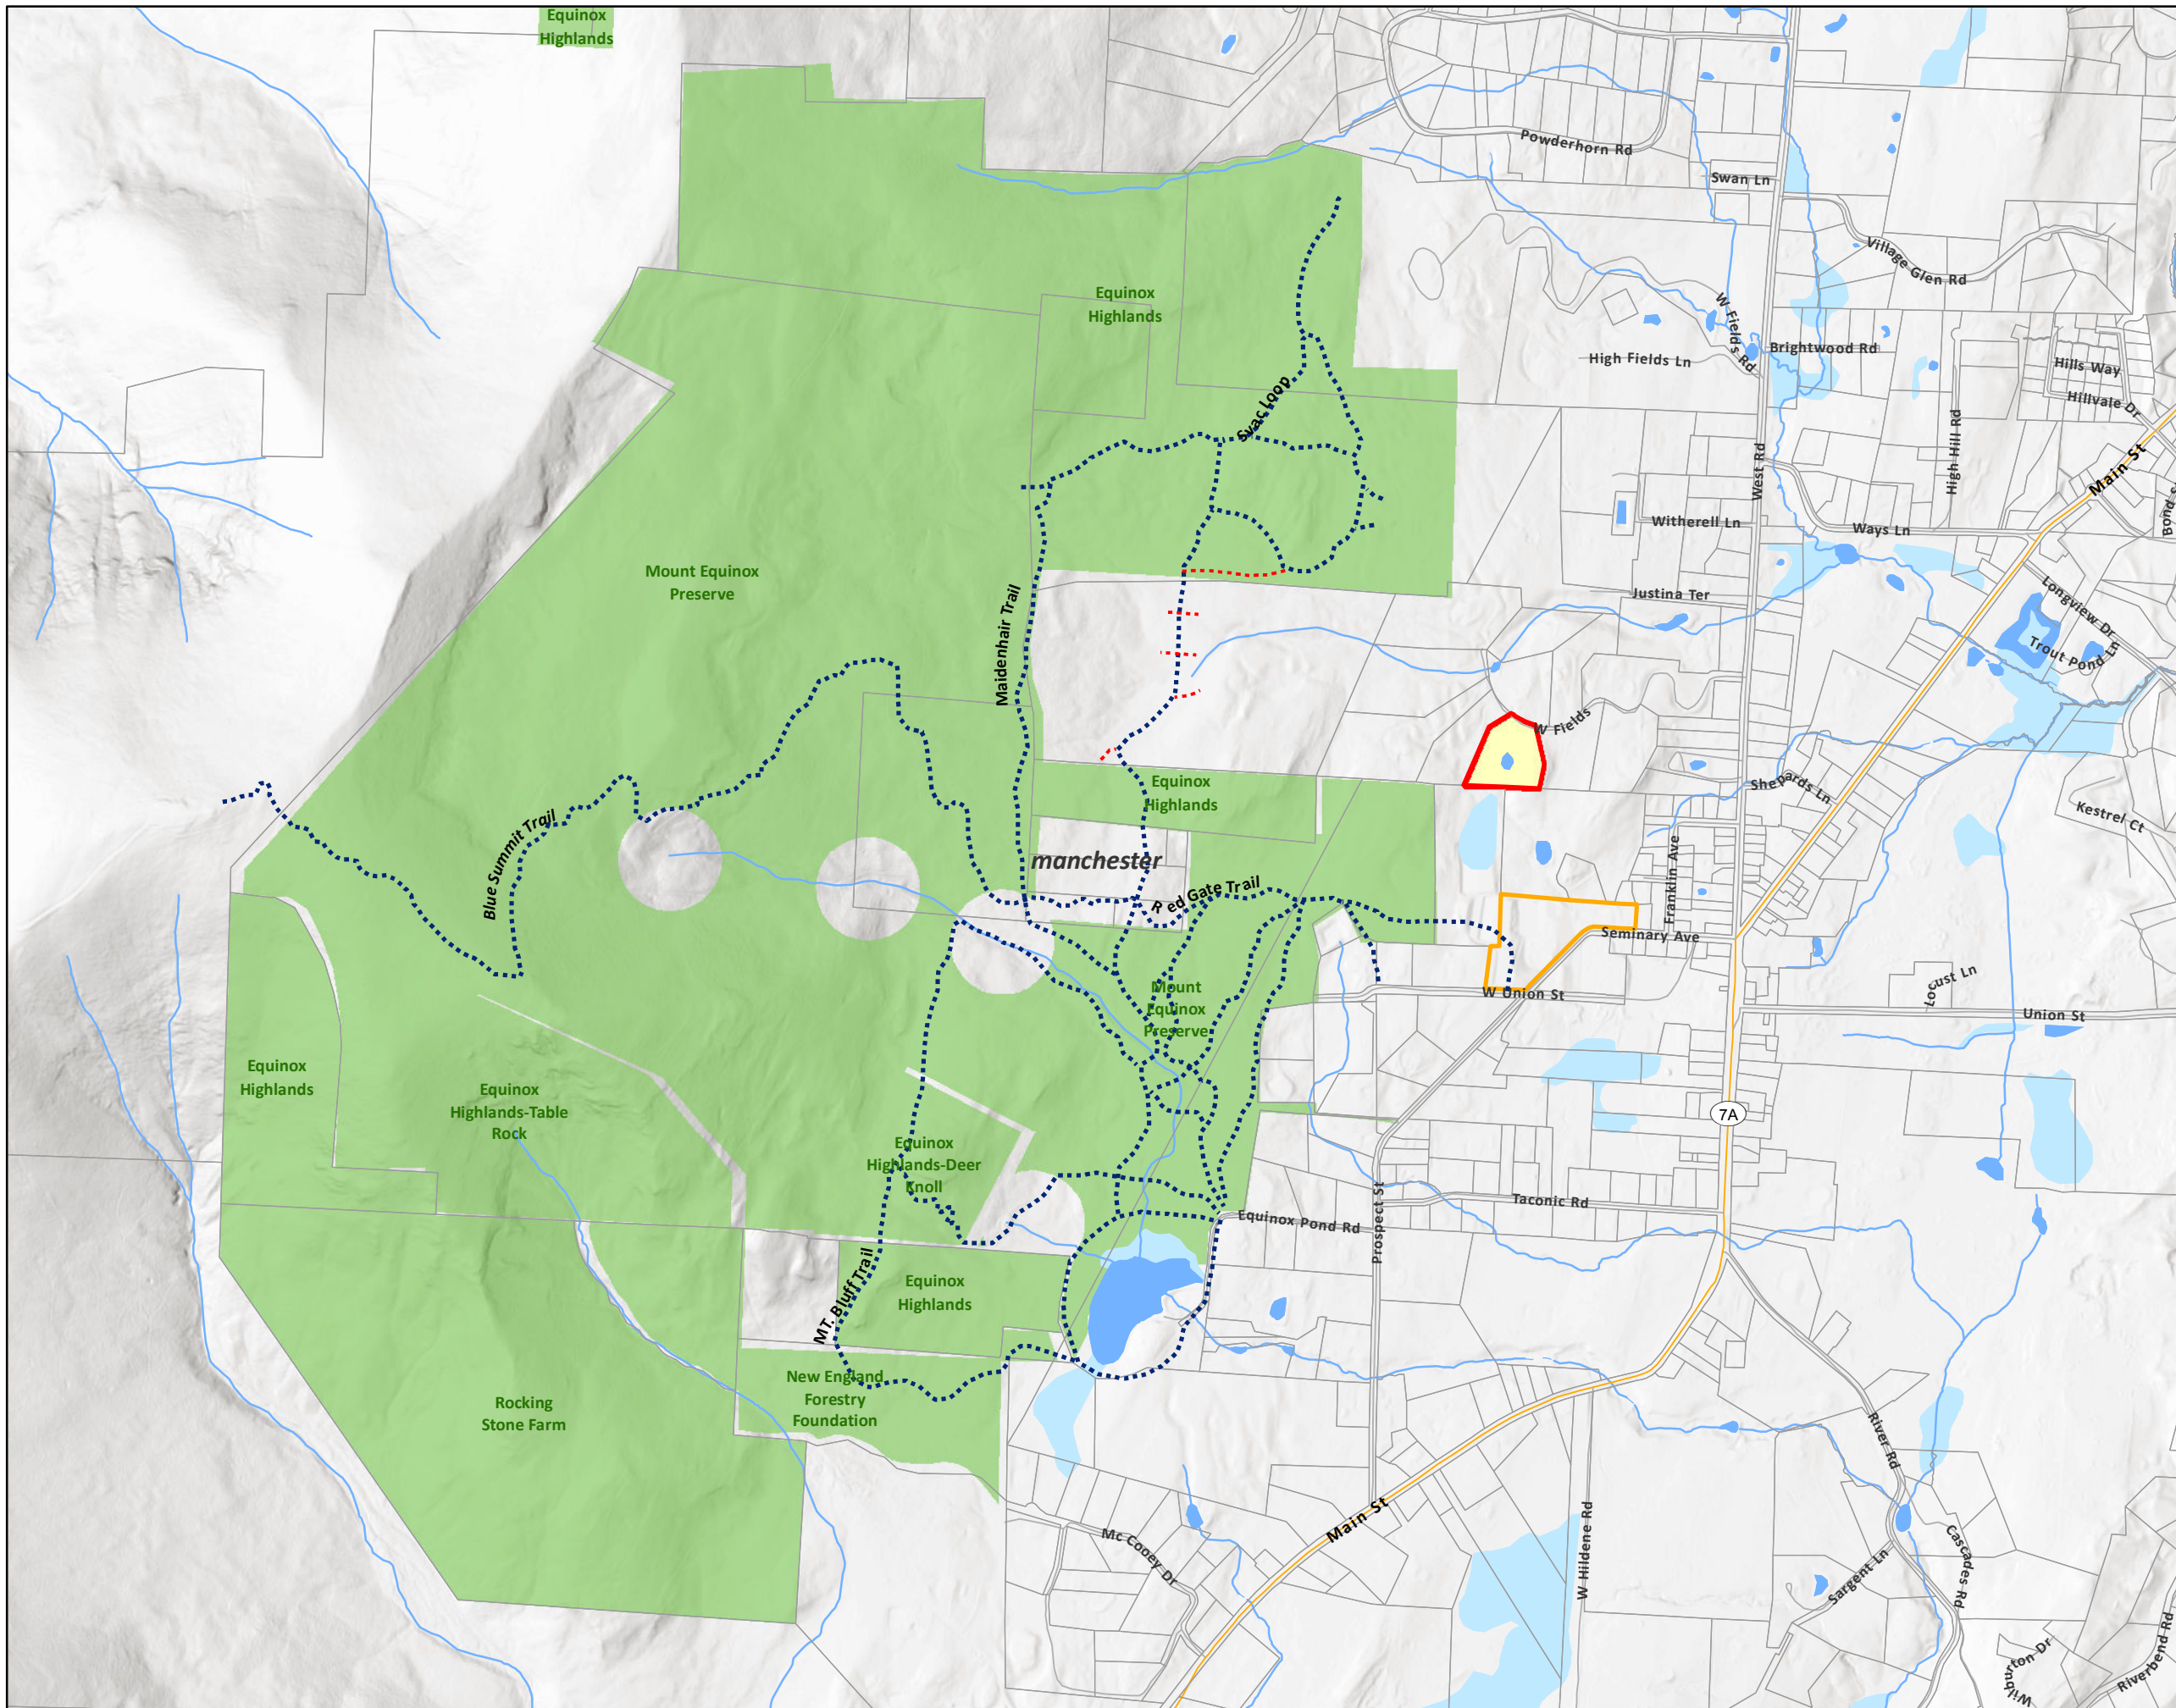 Equinox
Highlands
Powderhorn Rd
Swan Ln
Village Glen Rd
Equinox
Highlands
W Fields Rd
Brightwood Rd
High Fields Ln
Hills Way
Hillvale Dr
Svac Loop
High Hill Rd
Main St
West Rd
Witherell Ln
Ways Ln
Mount Equinox
Preserve
Justina Ter
Longview Dr
Maidenhair Trail
Trout Pond Ln
W Fields
Equinox
Highlands
Shepards Ln
Kestrel Ct
Blue Summit Trail
manchester
Franklin Ave
Red Gate Trail
Seminary Ave
Locust Ln
Mount
Equinox
Preserve
W Union St
Union St
Equinox
Highlands
Equinox
Highlands-Table
Rock
7A
Equinox
Highlands-Deer
Knoll
Prospect St
Taconic Rd
Equinox Pond Rd
MT. Bluff Trail
Equinox
Highlands
New England
Forestry
Foundation
Rocking
Stone Farm
River Rd
Main St
W Hildene Rd
Mc Cooey Dr
Sargent Ln
Cascades Rd
Wilburton Dr
Riverbend Rd